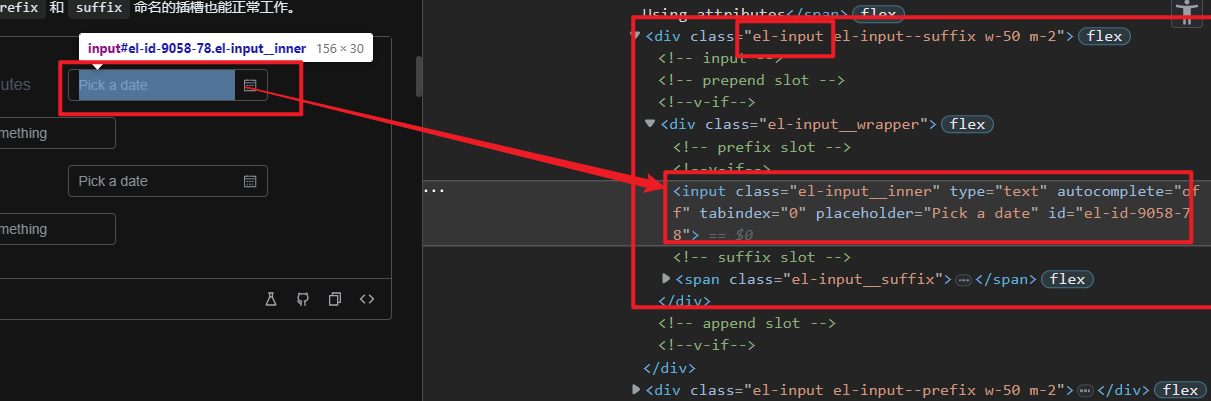 refix 和 suffix 命名的插槽也能正常工作。
input#el-id-9058-78.el-input__inner 156 × 30
utes Pick a date
mething
Pick a date
mething
Using attributes</span> flex
<div class="el-input el-input--suffix w-50 m-2"> flex
<!-- input -->
<!-- prepend slot -->
<!--v-if-->
<div class="el-input__wrapper"> flex
<!-- prefix slot -->
<!--v-if-->
<input class="el-input__inner" type="text" autocomplete="of
f" tabindex="0" placeholder="Pick a date" id="el-id-9058-7
8"> == $0
<!-- suffix slot -->
<span class="el-input__suffix"> … </span> flex
</div>
<!-- append slot -->
<!--v-if-->
</div>
<div class="el-input el-input--prefix w-50 m-2"> … </div> flex